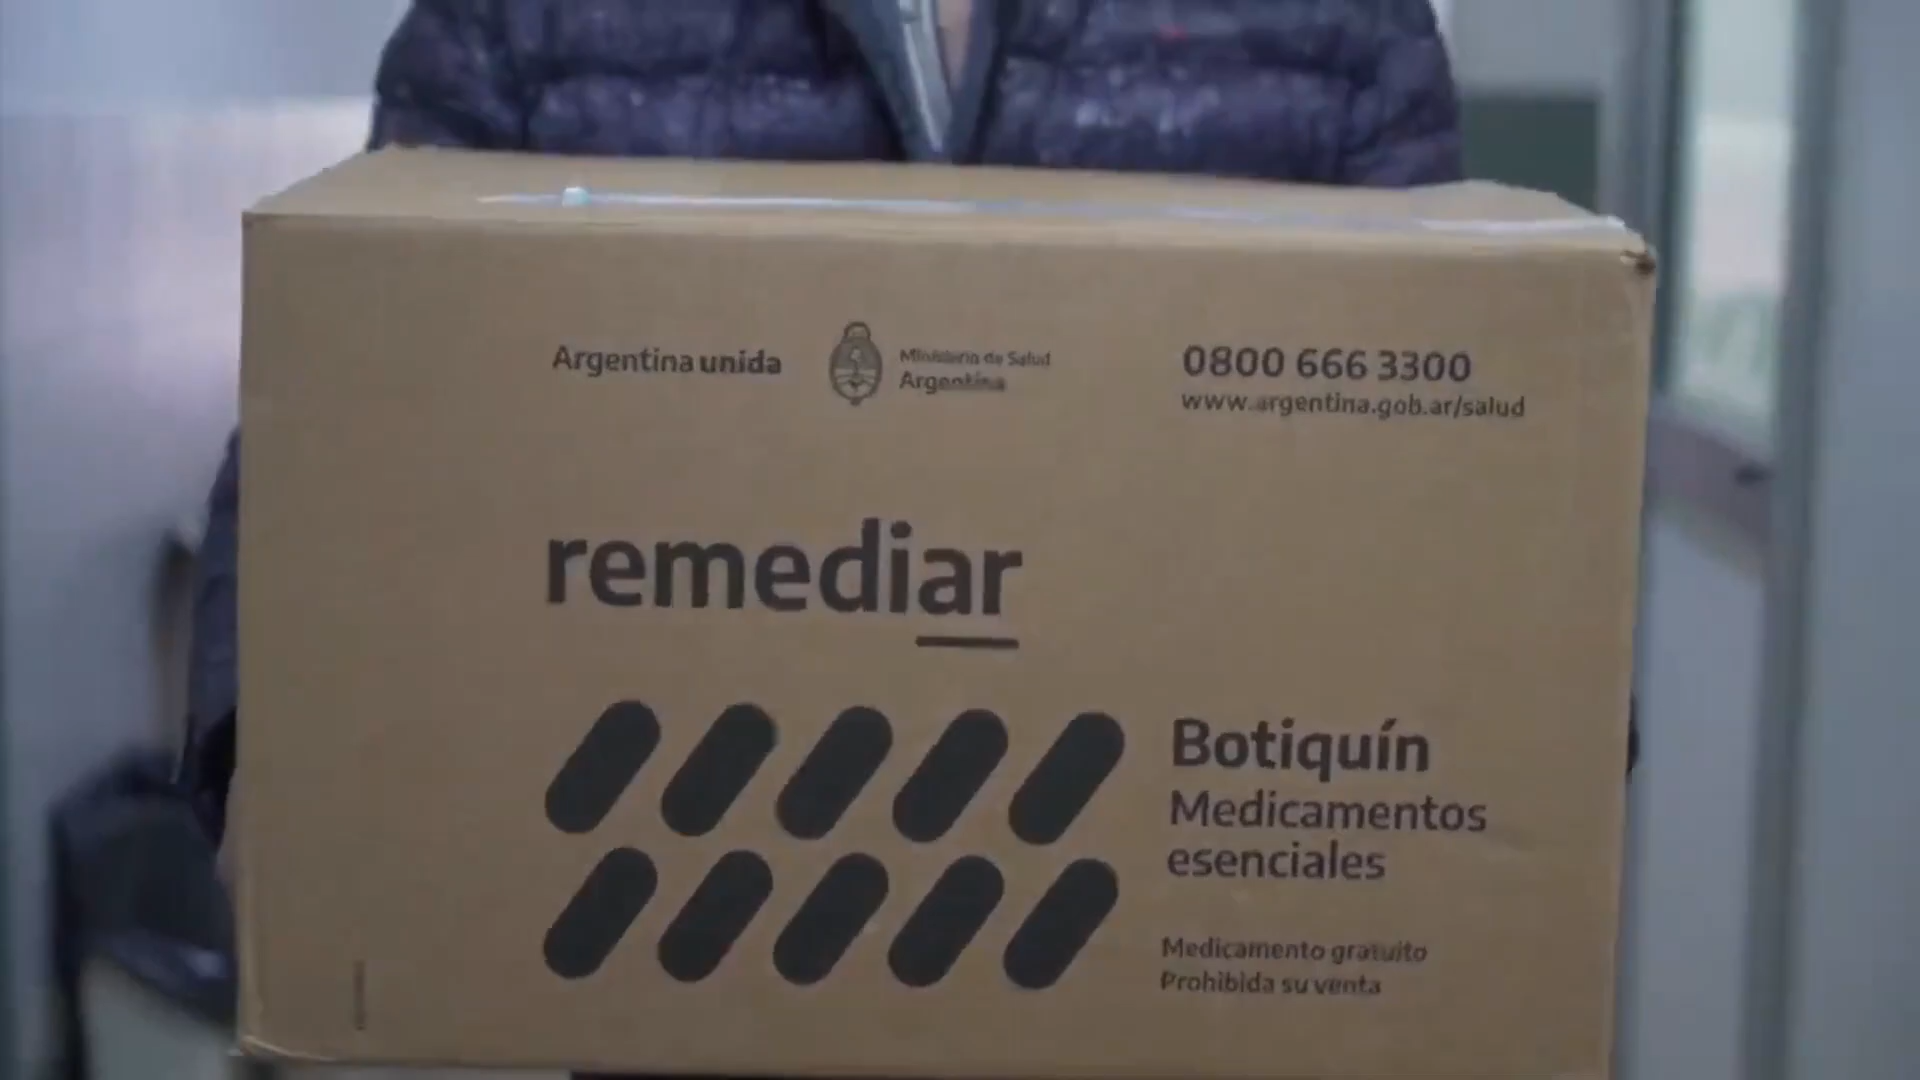 Argentina unida
Ministerio de Salud
Argentina
0800 666 3300
www.argentina.gob.ar/salud
remediar
Botiquín
Medicamentos
esenciales
Medicamento gratuito
Prohibida su venta